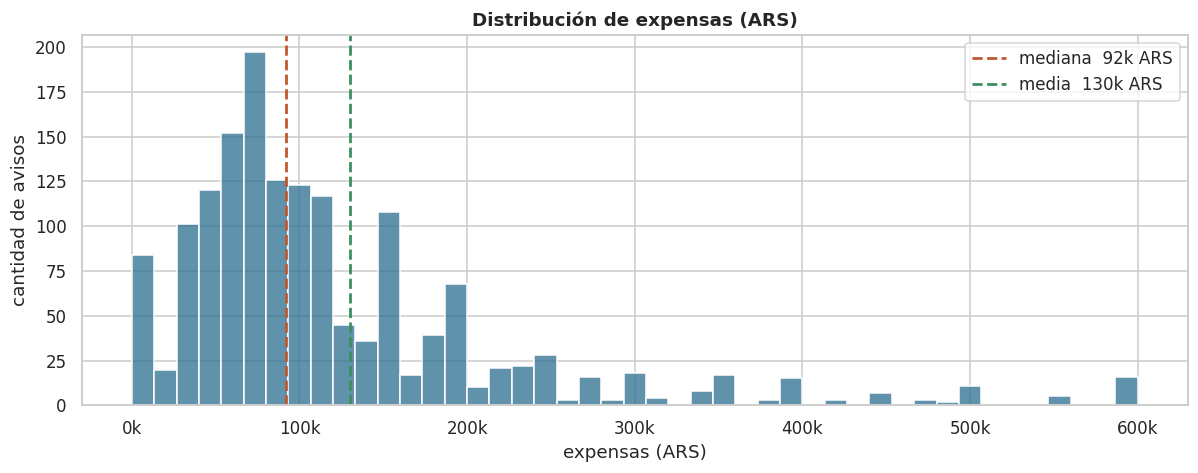 Distribución de expensas (ARS)
mediana  92k ARS
media  130k ARS
cantidad de avisos
200
175
150
125
100
75
50
25
0
0k
100k
200k
300k
400k
500k
600k
expensas (ARS)